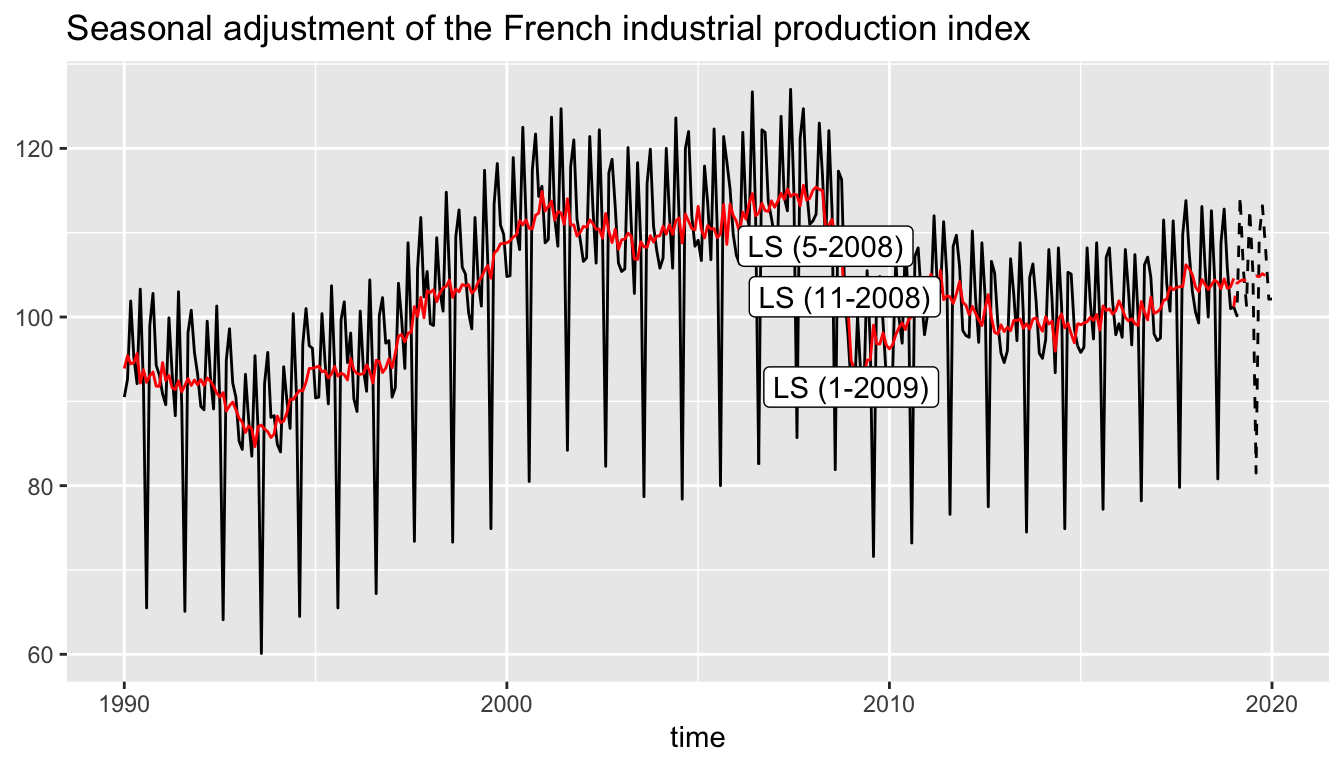 Seasonal adjustment of the French industrial production index
120
100
80
60
LS (5-2008)
LS (11-2008)
LS (1-2009)
1990
2000
2010
2020
time